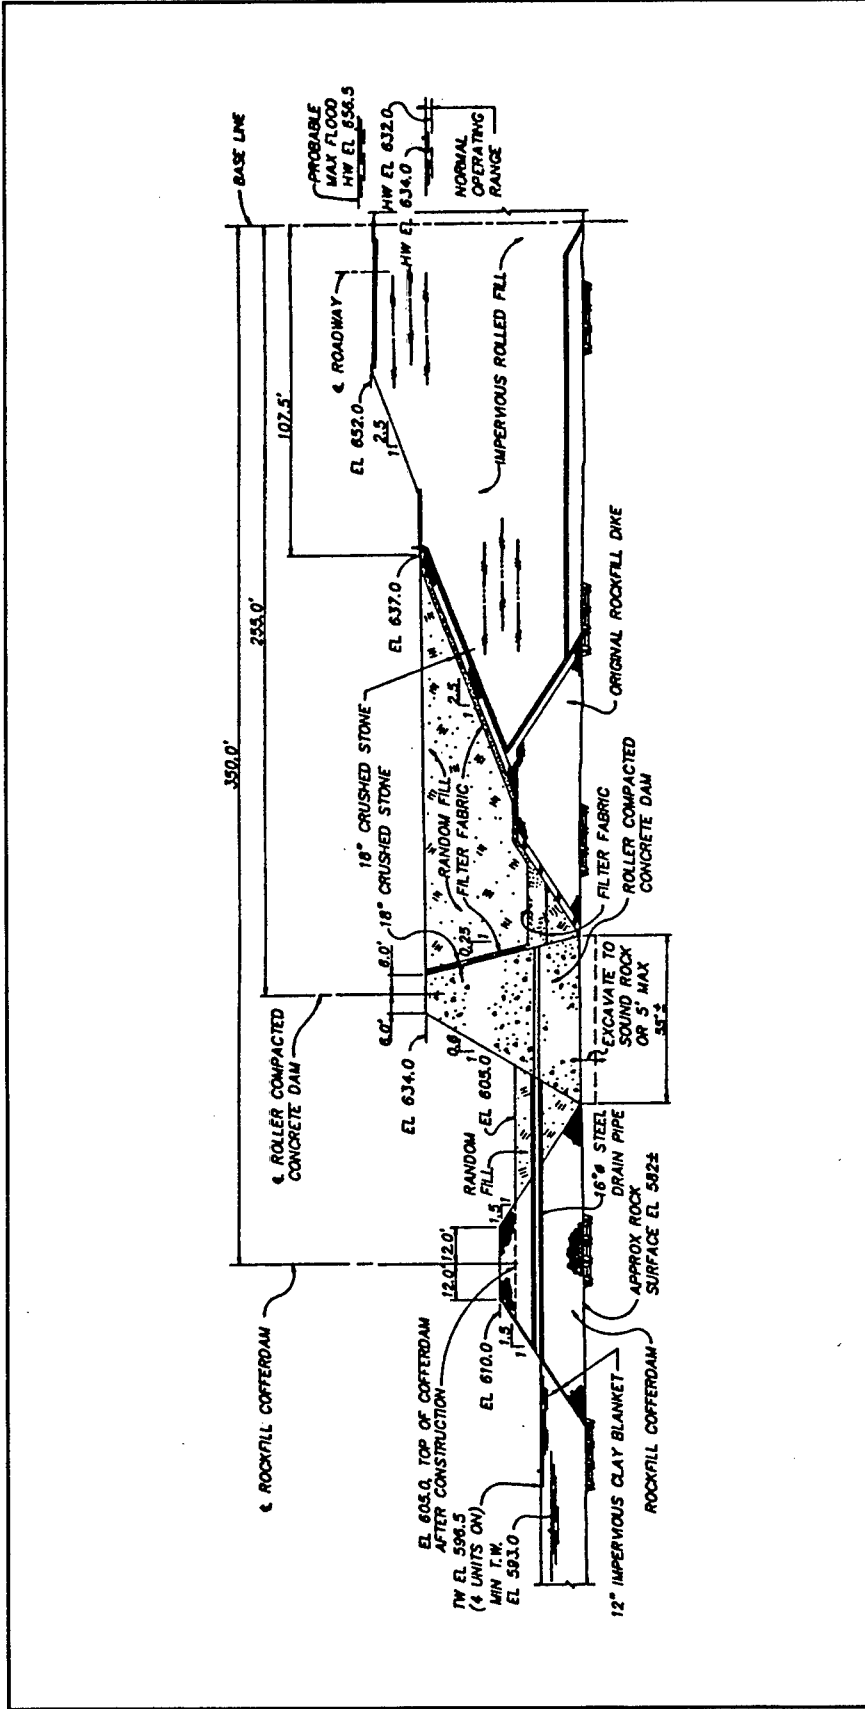 ℄ ROCKFILL COFFERDAM
EL 605.0, TOP OF COFFERDAM
AFTER CONSTRUCTION
TW EL 596.5
(4 UNITS ON)
MIN T.W.
EL 593.0
12" IMPERVIOUS CLAY BLANKET
ROCKFILL COFFERDAM
EL 610.0
1.5
1
12.0'
12.0'
1.5
1
RANDOM
FILL
EL 605.0
APPROX ROCK
SURFACE EL 582±
16"ø STEEL
DRAIN PIPE
℄ ROLLER COMPACTED
CONCRETE DAM
EL 634.0
6.0'
6.0'
0.8
1
0.25
1
EXCAVATE TO
SOUND ROCK
OR 5' MAX
55'±
18" CRUSHED STONE
18" CRUSHED STONE
RANDOM FILL
FILTER FABRIC
FILTER FABRIC
ROLLER COMPACTED
CONCRETE DAM
ORIGINAL ROCKFILL DIKE
350.0'
255.0'
107.5'
EL 637.0
2.5
1
EL 652.0
2.5
1
℄ ROADWAY
IMPERVIOUS ROLLED FILL
BASE LINE
PROBABLE
MAX FLOOD
HW EL 656.5
HW EL 632.0
HW EL 634.0
NORMAL
OPERATING
RANGE